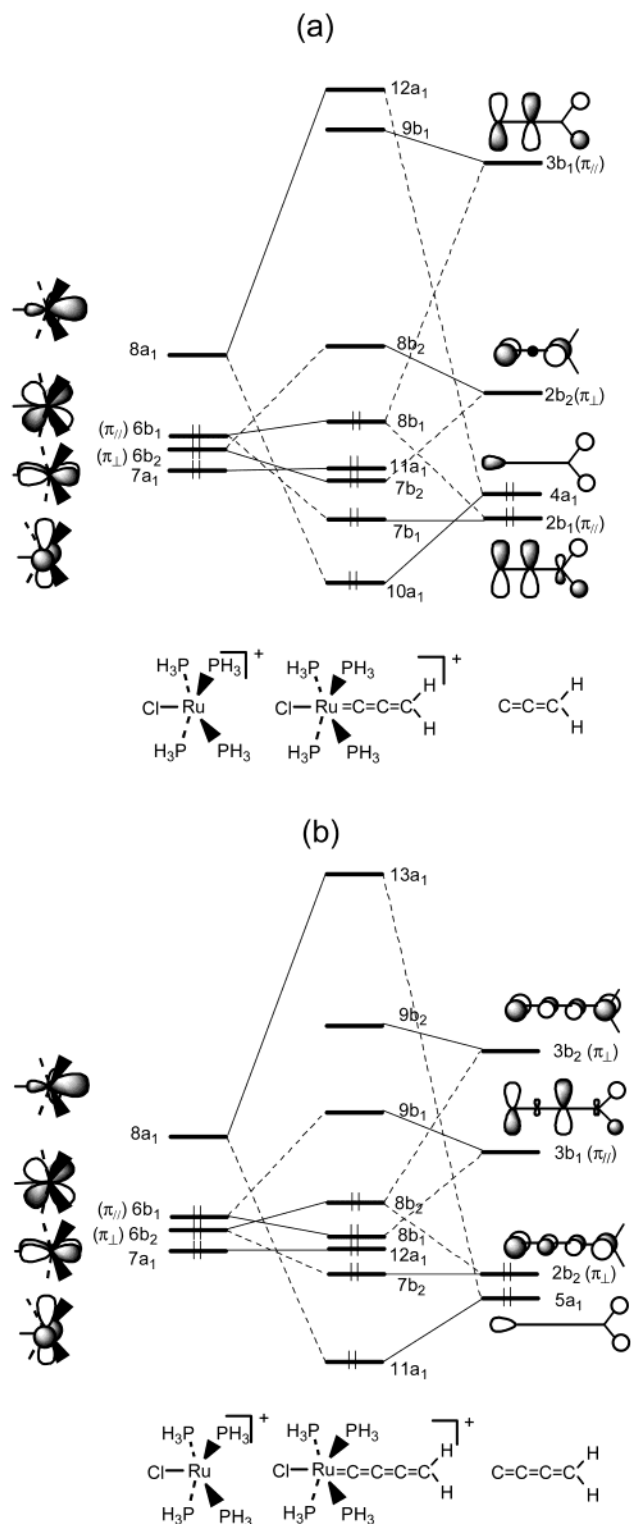 (a)
12a₁
9b₁
3b₁(π//)
8a₁
8b₂
2b₂(π⊥)
(π//) 6b₁
8b₁
(π⊥) 6b₂
11a₁
7a₁
7b₂
4a₁
7b₁
2b₁(π//)
10a₁
H₃P PH₃ +
Cl Ru
H₃P PH₃
H₃P PH₃ +
Cl Ru=C=C=C H H
H₃P PH₃
C=C=C H H
(b)
13a₁
9b₂
3b₂ (π⊥)
9b₁
8a₁
3b₁ (π//)
8b₂
(π//) 6b₁
(π⊥) 6b₂
8b₁
7a₁
12a₁
7b₂
2b₂ (π⊥)
5a₁
11a₁
H₃P PH₃ +
Cl Ru
H₃P PH₃
H₃P PH₃ +
Cl Ru=C=C=C=C H H
H₃P PH₃
C=C=C=C H H